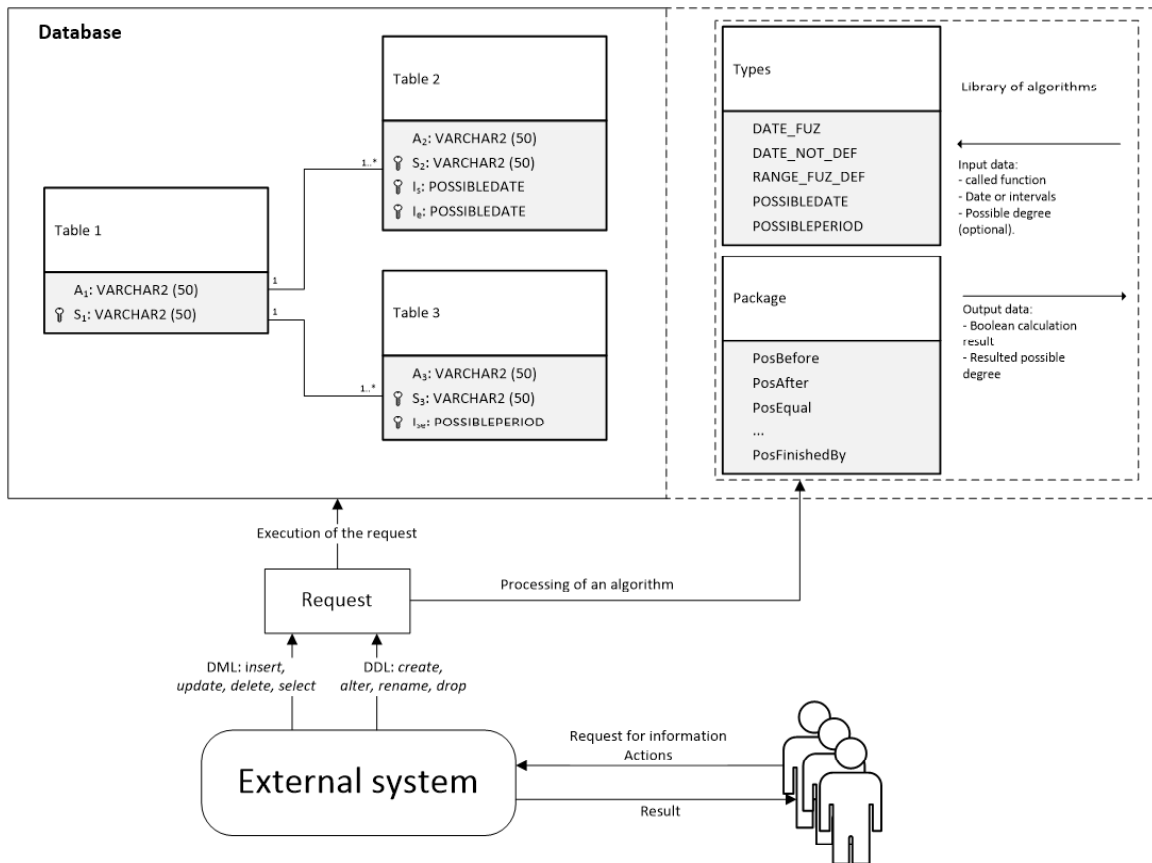 Database
Table 2
A₂: VARCHAR2 (50)
S₂: VARCHAR2 (50)
Iₛ: POSSIBLEDATE
Iₑ: POSSIBLEDATE
1..*
Table 1
A₁: VARCHAR2 (50)
S₁: VARCHAR2 (50)
1
1
Table 3
A₃: VARCHAR2 (50)
S₃: VARCHAR2 (50)
Iₛₑ: POSSIBLEPERIOD
1..*
Types
DATE_FUZ
DATE_NOT_DEF
RANGE_FUZ_DEF
POSSIBLEDATE
POSSIBLEPERIOD
Package
PosBefore
PosAfter
PosEqual
...
PosFinishedBy
Library of algorithms
Input data:
- called function
- Date or intervals
- Possible degree
(optional).
Output data:
- Boolean calculation
result
- Resulted possible
degree
Execution of the request
Request
Processing of an algorithm
DML: insert,
update, delete, select
DDL: create,
alter, rename, drop
External system
Request for information
Actions
Result